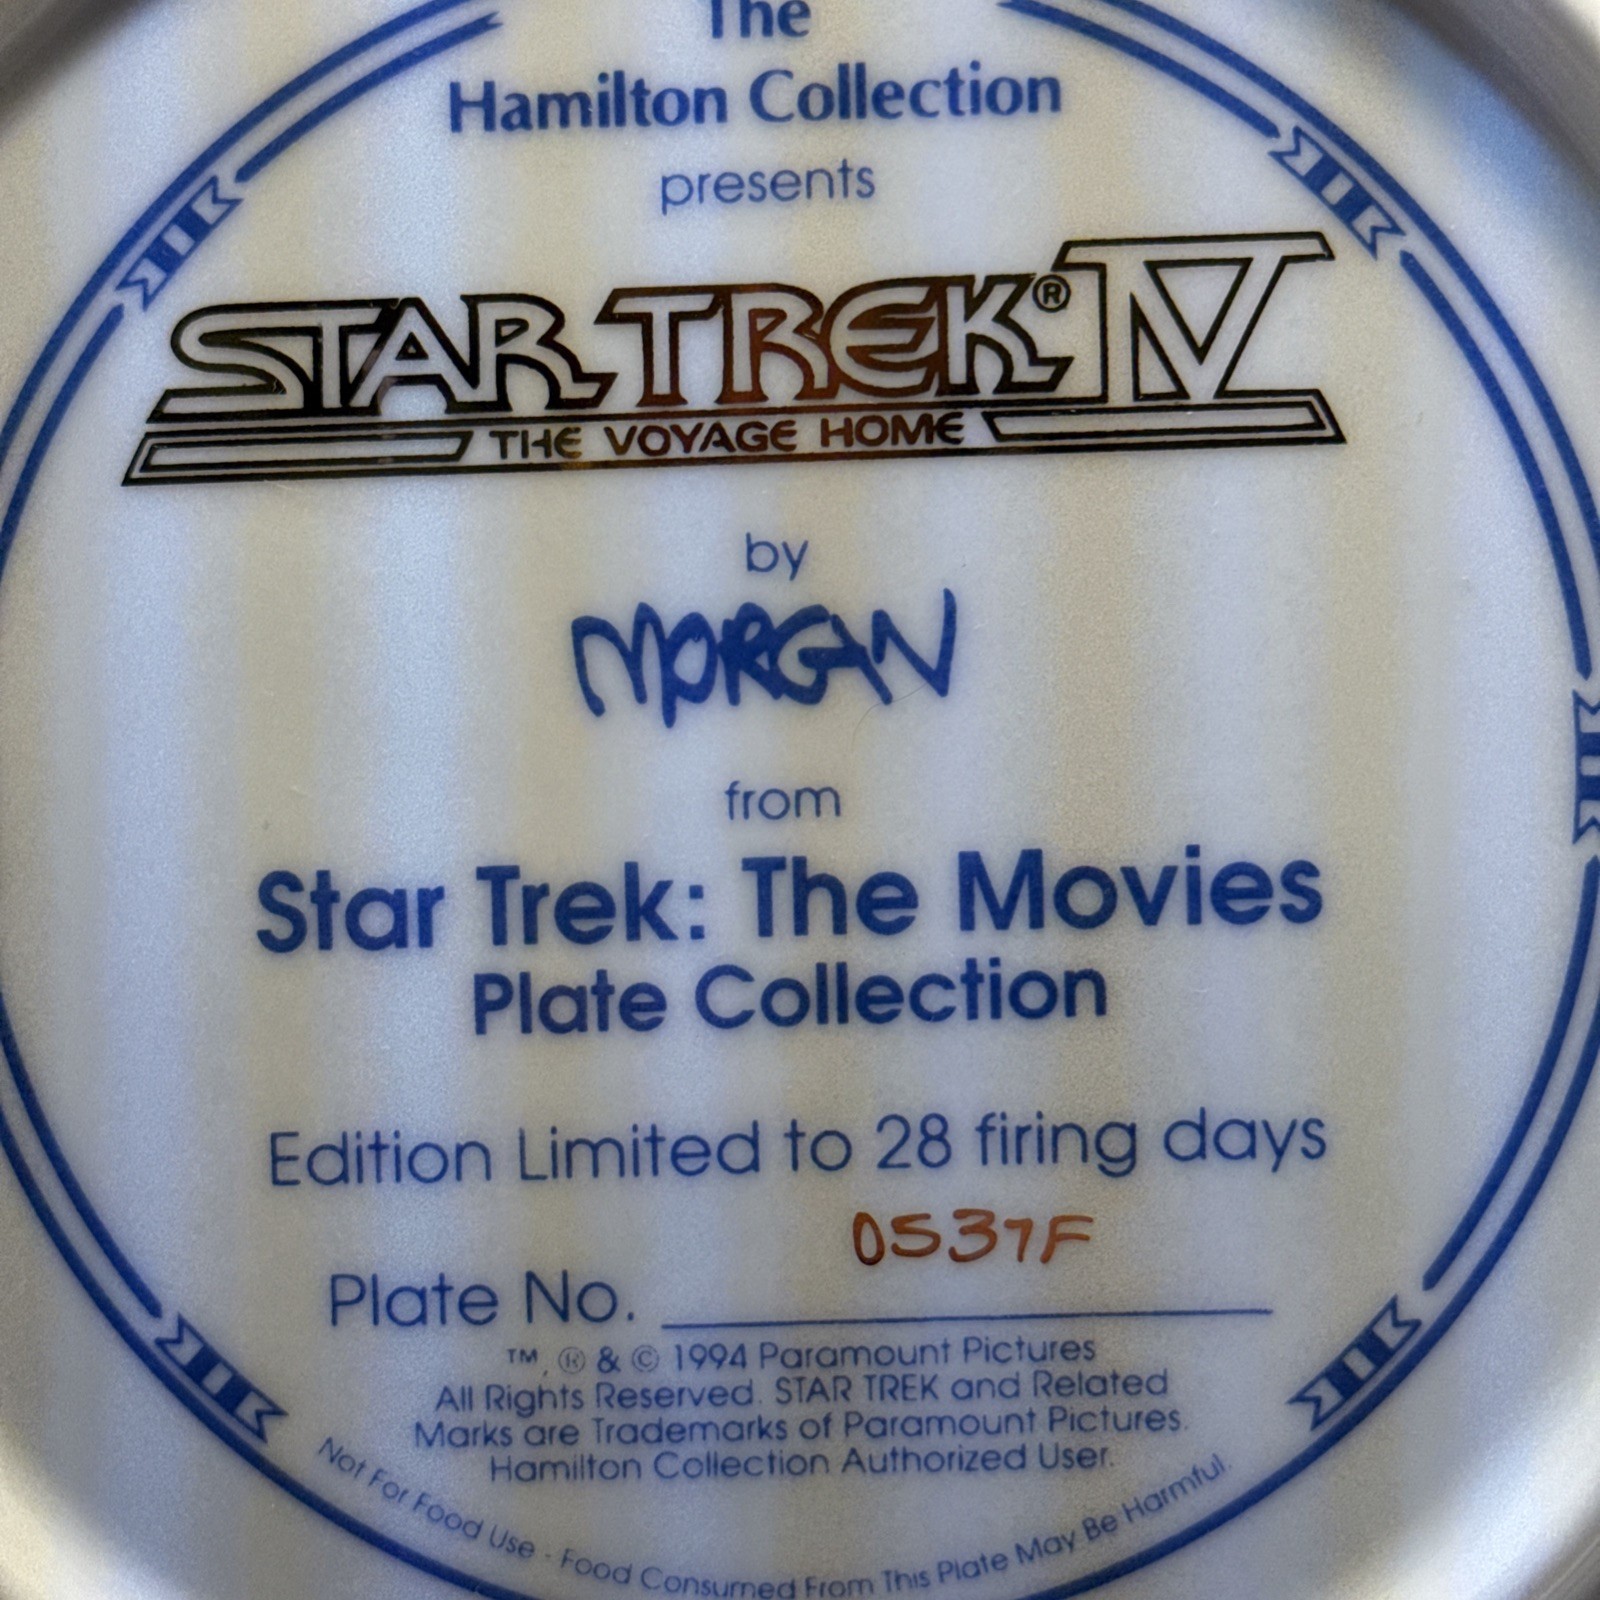 The
Hamilton Collection
presents
STAR TREK® IV
THE VOYAGE HOME
by
MORGAN
from
Star Trek: The Movies
Plate Collection
Edition Limited to 28 firing days
0537F
Plate No.
™, ® & © 1994 Paramount Pictures
All Rights Reserved. STAR TREK and Related
Marks are Trademarks of Paramount Pictures.
Hamilton Collection Authorized User.
Not For Food Use - Food Consumed From This Plate May Be Harmful.